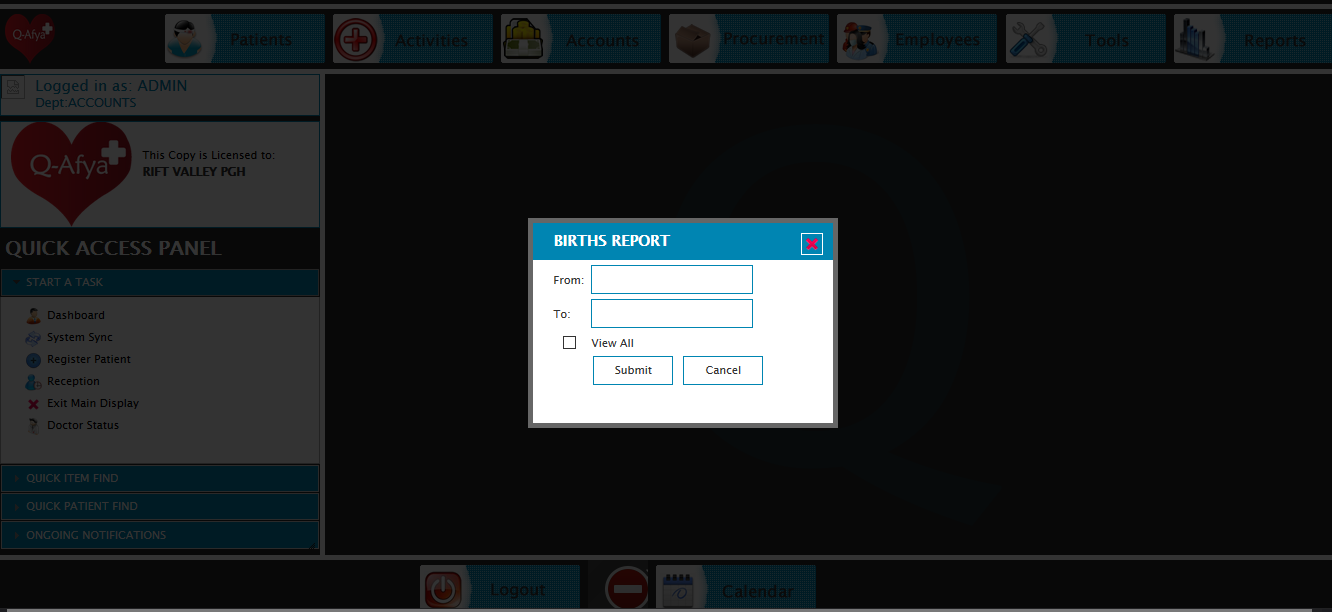 Q-Afya
Patients
Activities
Accounts
Procurement
Employees
Tools
Reports
Logged in as: ADMIN
Dept:ACCOUNTS
Q-Afya
This Copy is Licensed to:
RIFT VALLEY PGH
QUICK ACCESS PANEL
START A TASK
Dashboard
System Sync
Register Patient
Reception
Exit Main Display
Doctor Status
QUICK ITEM FIND
QUICK PATIENT FIND
ONGOING NOTIFICATIONS
BIRTHS REPORT
From:
To:
View All
Submit
Cancel
Logout
Calendar